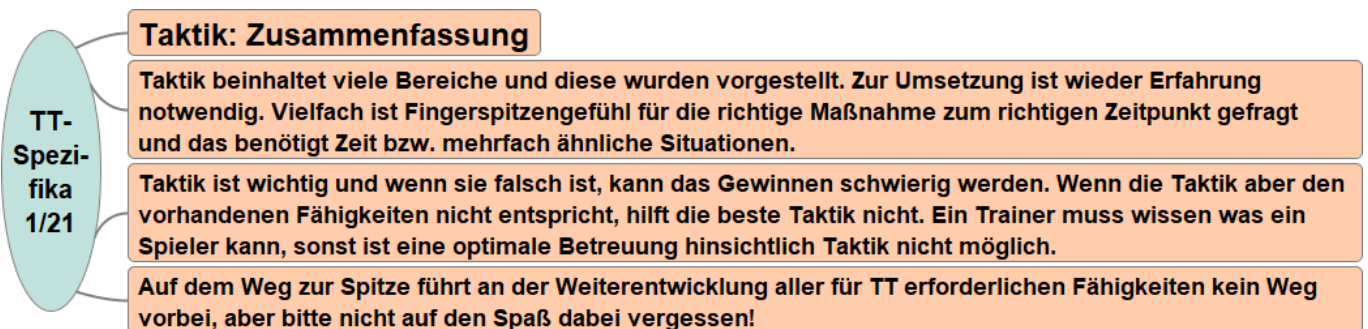 TT-
Spezi-
fika
1/21
Taktik: Zusammenfassung
Taktik beinhaltet viele Bereiche und diese wurden vorgestellt. Zur Umsetzung ist wieder Erfahrung
notwendig. Vielfach ist Fingerspitzengefühl für die richtige Maßnahme zum richtigen Zeitpunkt gefragt
und das benötigt Zeit bzw. mehrfach ähnliche Situationen.
Taktik ist wichtig und wenn sie falsch ist, kann das Gewinnen schwierig werden. Wenn die Taktik aber den
vorhandenen Fähigkeiten nicht entspricht, hilft die beste Taktik nicht. Ein Trainer muss wissen was ein
Spieler kann, sonst ist eine optimale Betreuung hinsichtlich Taktik nicht möglich.
Auf dem Weg zur Spitze führt an der Weiterentwicklung aller für TT erforderlichen Fähigkeiten kein Weg
vorbei, aber bitte nicht auf den Spaß dabei vergessen!